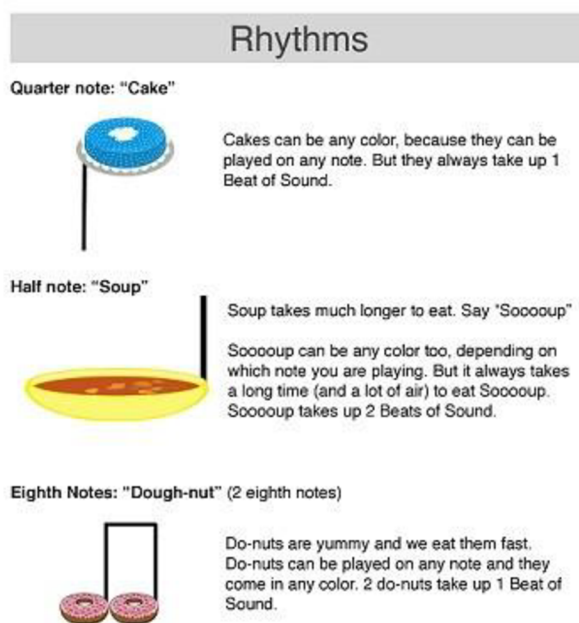 Rhythms
Quarter note: “Cake”
Cakes can be any color, because they can be
played on any note. But they always take up 1
Beat of Sound.
Half note: “Soup”
Soup takes much longer to eat. Say “Sooooup”
Sooooup can be any color too, depending on
which note you are playing. But it always takes
a long time (and a lot of air) to eat Sooooup.
Sooooup takes up 2 Beats of Sound.
Eighth Notes: “Dough-nut” (2 eighth notes)
Do-nuts are yummy and we eat them fast.
Do-nuts can be played on any note and they
come in any color. 2 do-nuts take up 1 Beat of
Sound.